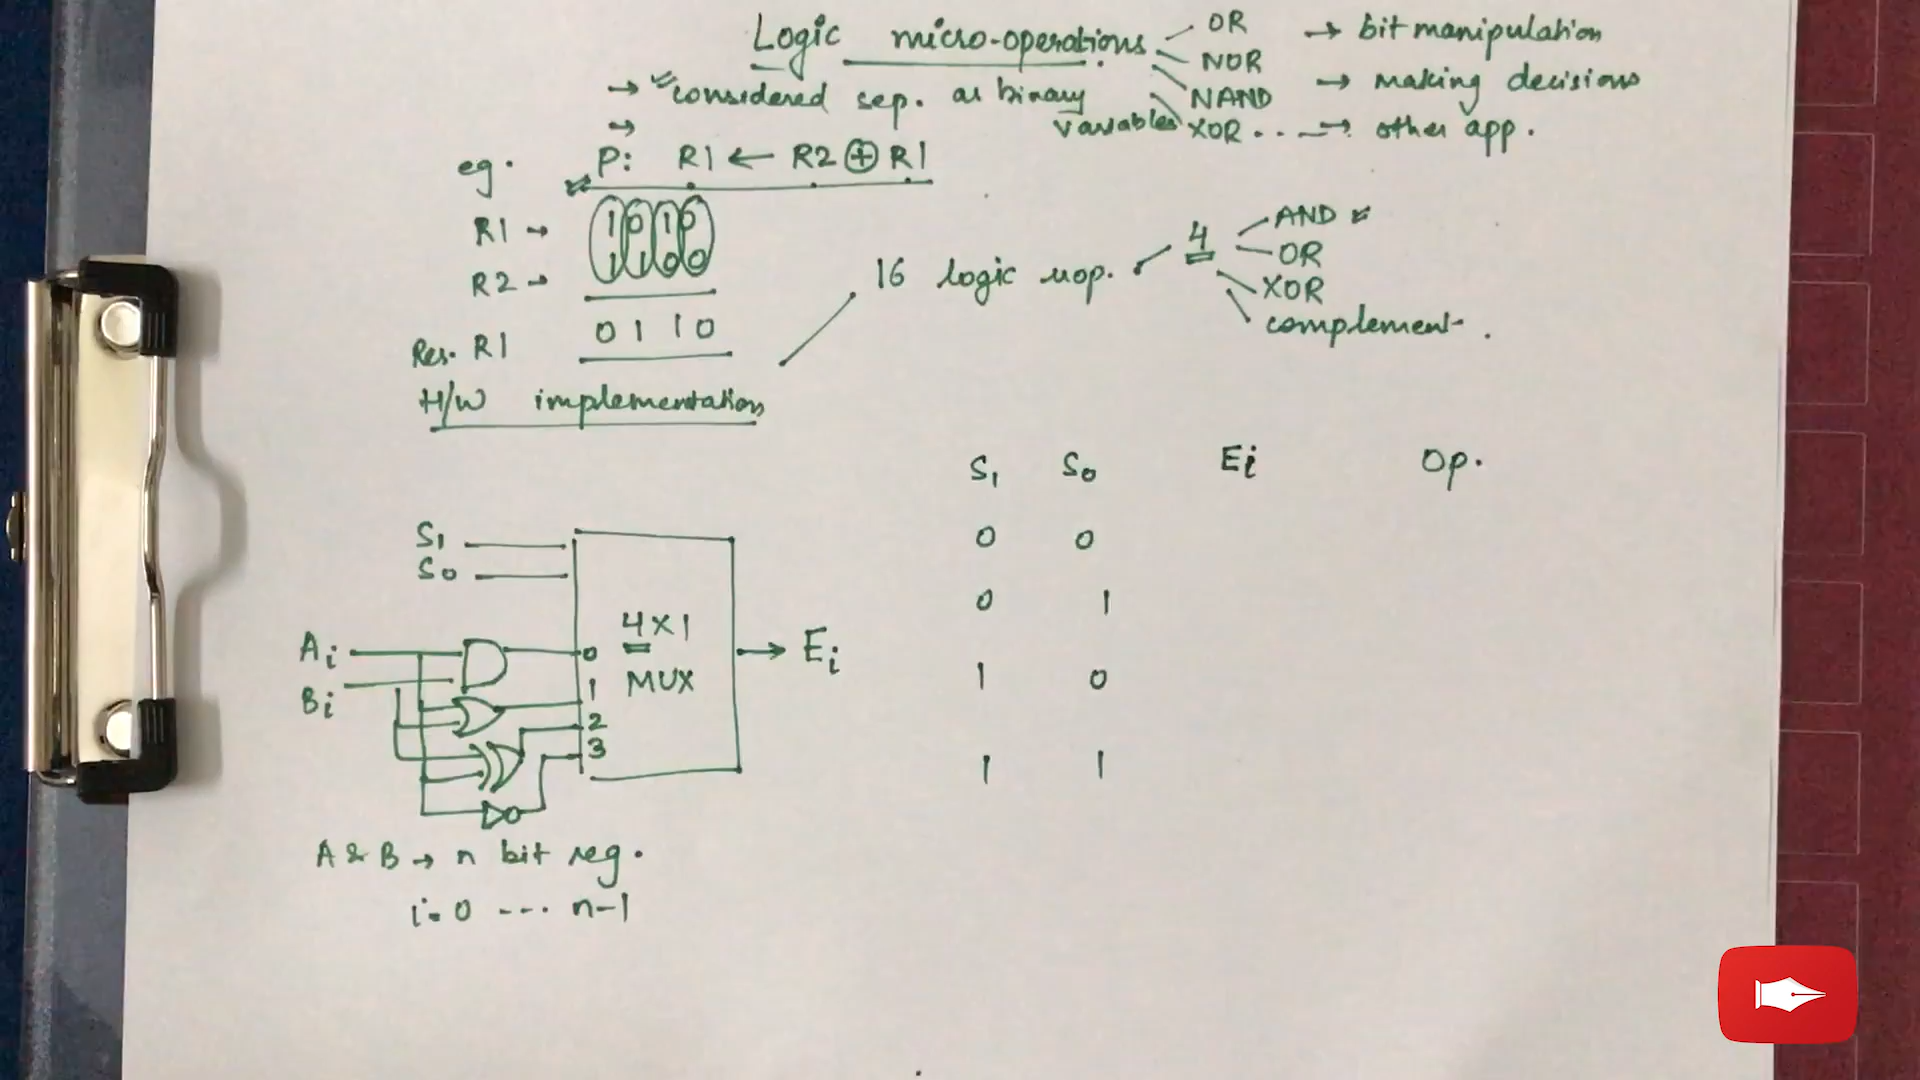 Logic micro-operations OR → bit manipulation
NOR
→ considered sep. as binary variables NAND → making decisions
XOR . . — → other app.
eg. P: R1 ← R2 ⊕ R1
R1 → 1 0 1 0
R2 → 1 1 0 0
Res. R1 0 1 1 0
16 logic μop. 4 AND
OR
XOR
complement.
H/W implementation
S1 S0 Ei Op.
0 0
0 1
1 0
1 1
S1
S0
Ai
Bi
4X1
MUX
0
1
2
3
→ Ei
A & B → n bit reg.
i=0 --- n-1